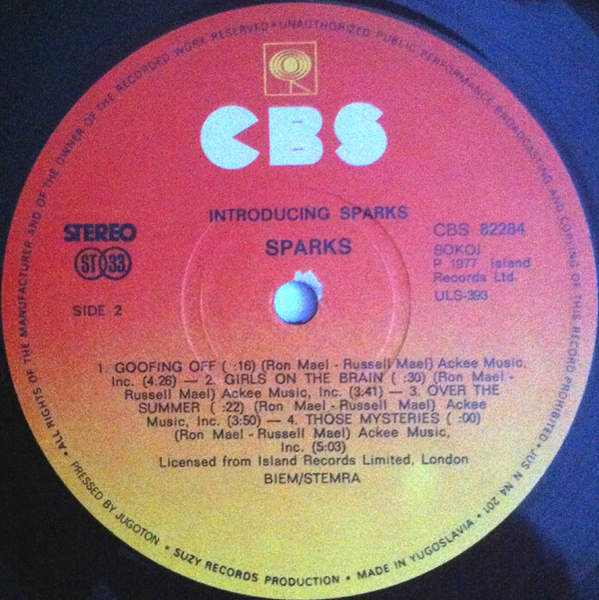 • ALL RIGHTS OF THE MANUFACTURER AND OF THE OWNER OF THE RECORDED WORK RESERVED • UNAUTHORIZED PUBLIC PERFORMANCE BROADCASTING AND COPYING OF THIS RECORD PROHIBITED • JUS N N4 201
CBS
INTRODUCING SPARKS
SPARKS
STEREO
ST 33
SIDE 2
CBS 82284
SOKOJ
P 1977 Island
Records Ltd.
ULS-393
1. GOOFING OFF ( :16) (Ron Mael - Russell Mael) Ackee Music,
Inc. (4:26) — 2. GIRLS ON THE BRAIN ( :30) (Ron Mael -
Russell Mael) Ackee Music, Inc. (3:41) — 3. OVER THE
SUMMER ( :22) (Ron Mael - Russell Mael) Ackee
Music, Inc. (3:50) — 4. THOSE MYSTERIES ( :00)
(Ron Mael - Russell Mael) Ackee Music,
Inc. (5:03)
Licensed from Island Records Limited, London
BIEM/STEMRA
PRESSED BY JUGOTON • SUZY RECORDS PRODUCTION • MADE IN YUGOSLAVIA •